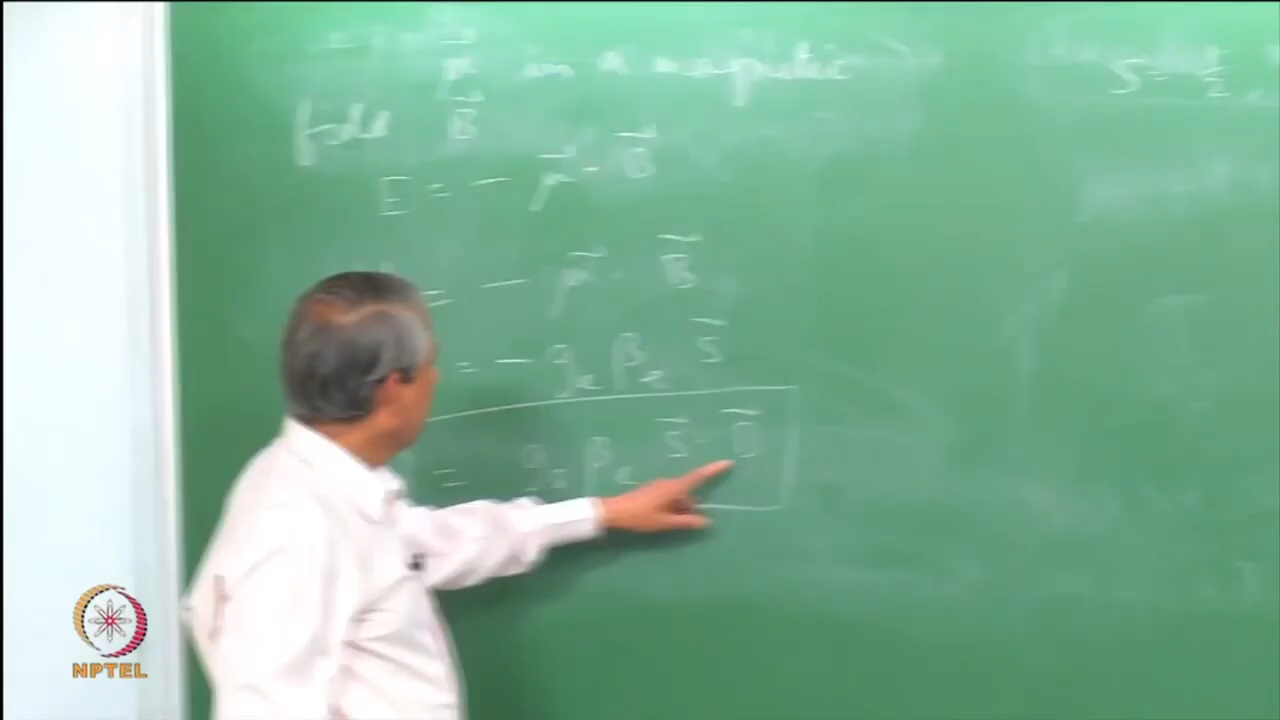 μ⃗ in a magnetic S = 1/2
field B⃗
E = - μ⃗ · B⃗
= - μ⃗ · B⃗
μ⃗ = - gₑ βₑ S⃗
= gₑ βₑ S⃗ · B⃗
NPTEL